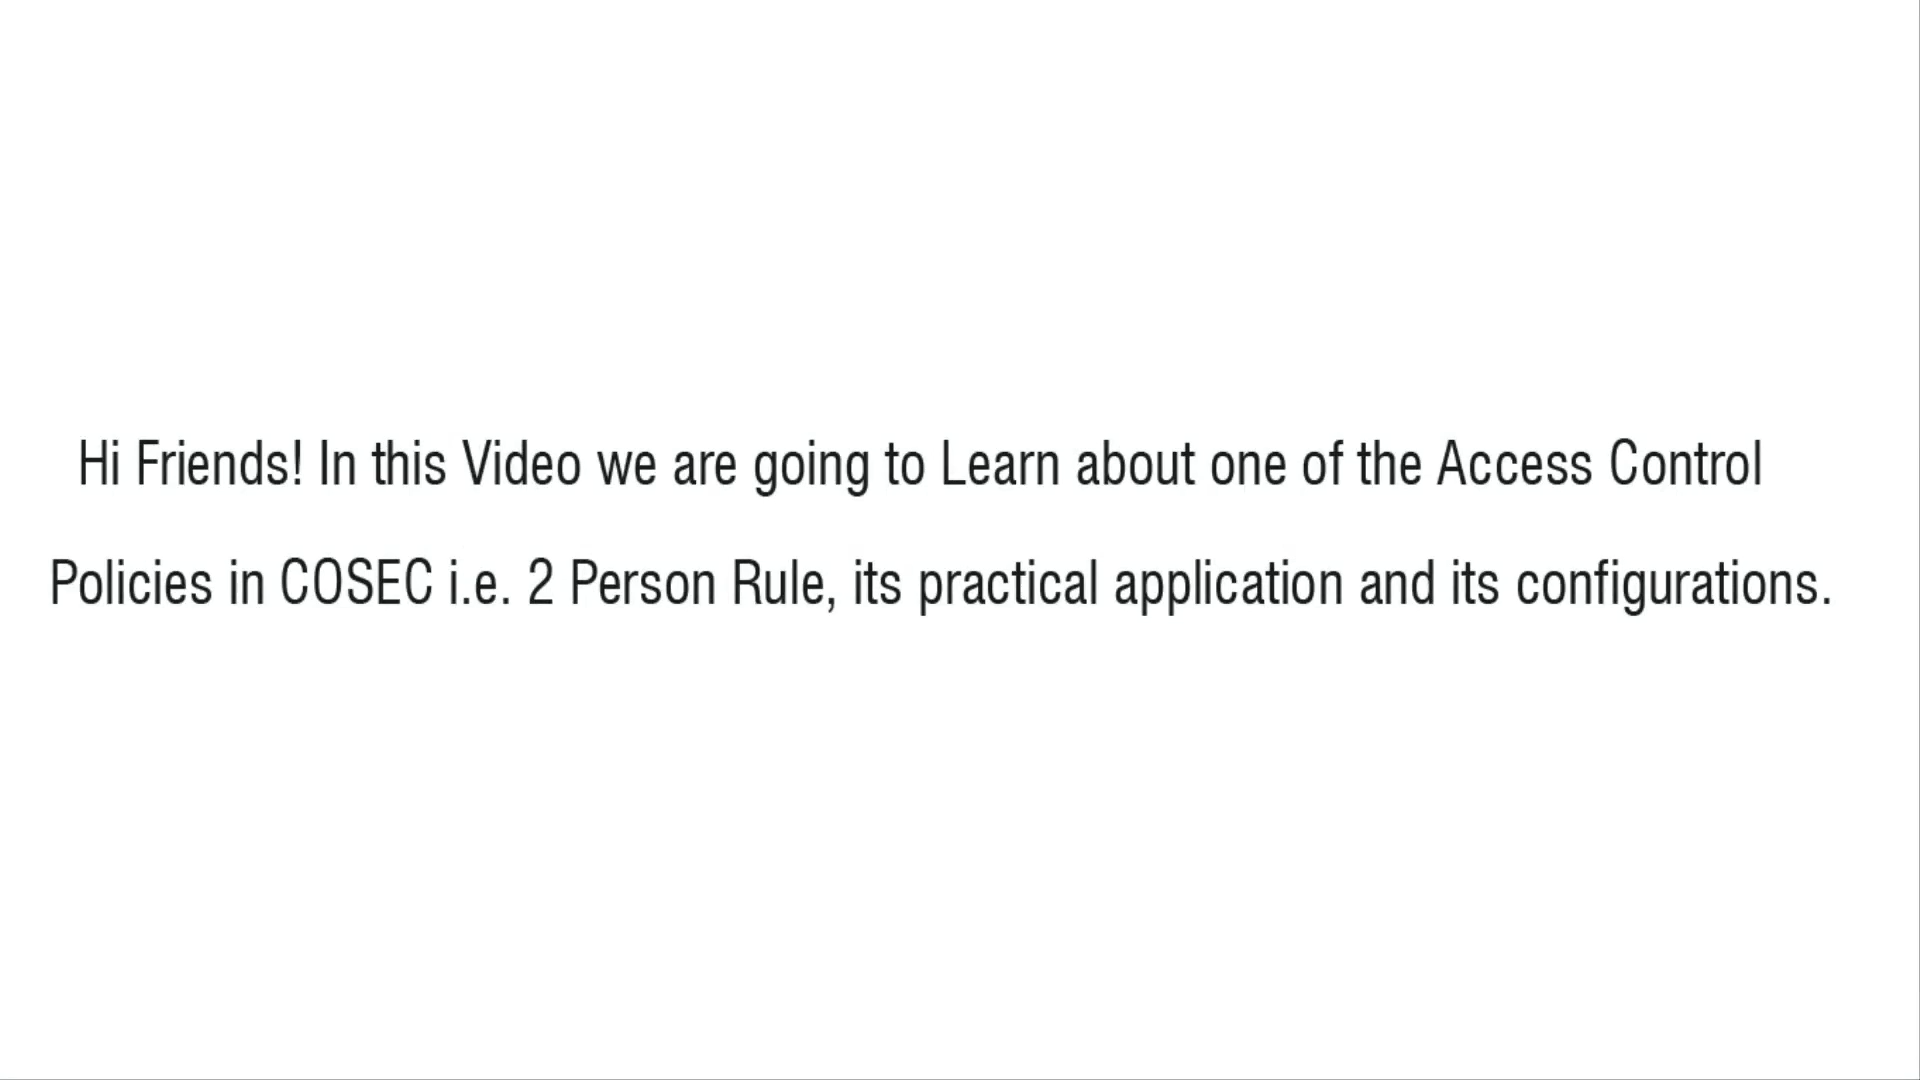 Hi Friends! In this Video we are going to Learn about one of the Access Control
Policies in COSEC i.e. 2 Person Rule, its practical application and its configurations.